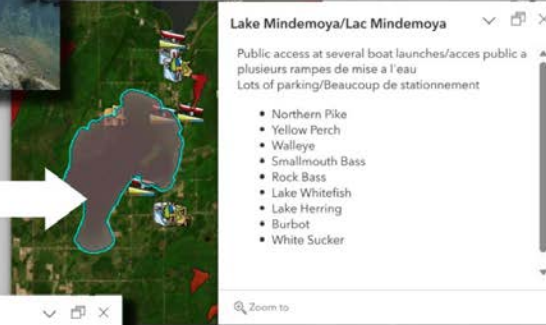 Lake Mindemoya/Lac Mindemoya
Public access at several boat launches/acces public a
plusieurs rampes de mise a l'eau
Lots of parking/Beaucoup de stationnement
Northern Pike
Yellow Perch
Walleye
Smallmouth Bass
Rock Bass
Lake Whitefish
Lake Herring
Burbot
White Sucker
Zoom to